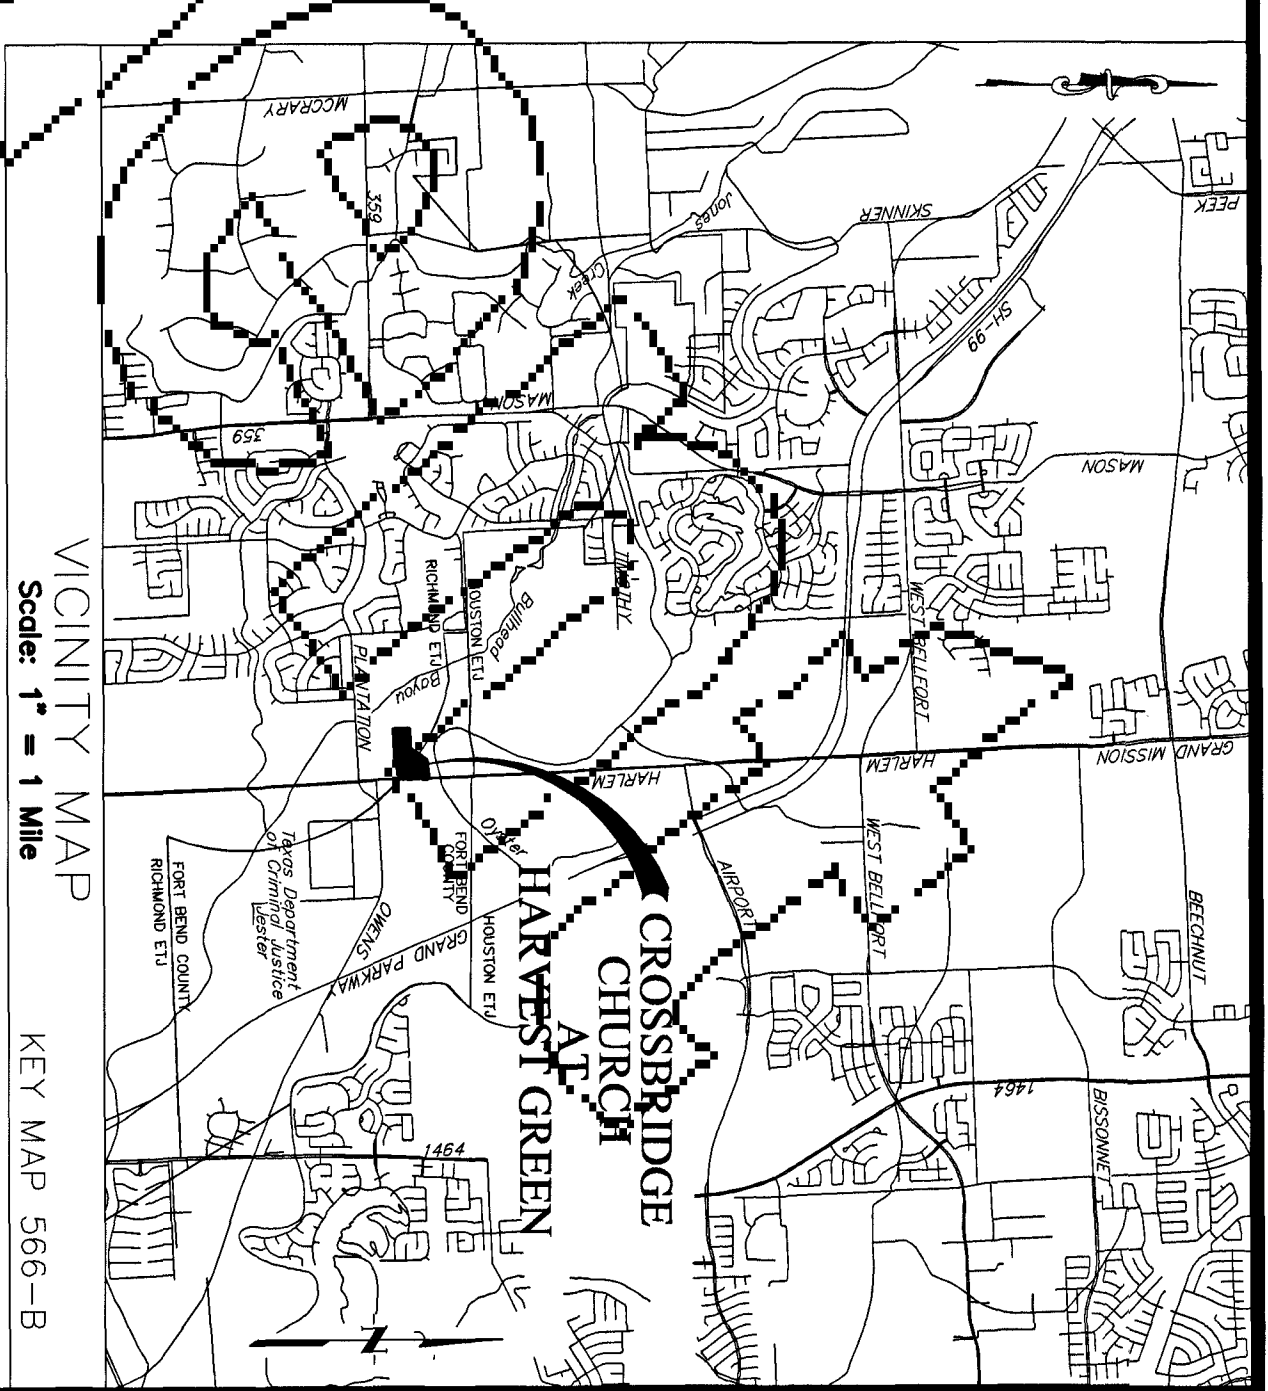 MCCRARY
359
Jones
Creek
SKINNER
PEEK
SH-99
MASON
359
MASON
TIMOTHY
RICHMOND ETJ
HOUSTON ETJ
Bullhead
Bayou
WEST BELLFORT
PLANTATION
HARLEM
HARLEM
GRAND MISSION
Oyster
FORT BEND
COUNTY
HOUSTON ETJ
AIRPORT
WEST BELLFORT
BEECHNUT
Texas Department
of Criminal Justice
Jester
OWENS
GRAND PARKWAY
FORT BEND COUNTY
RICHMOND ETJ
CROSSBRIDGE
CHURCH
AT
HARVEST GREEN
1464
1464
BISSONNET
N
VICINITY MAP
Scale: 1" = 1 Mile
KEY MAP 566-B